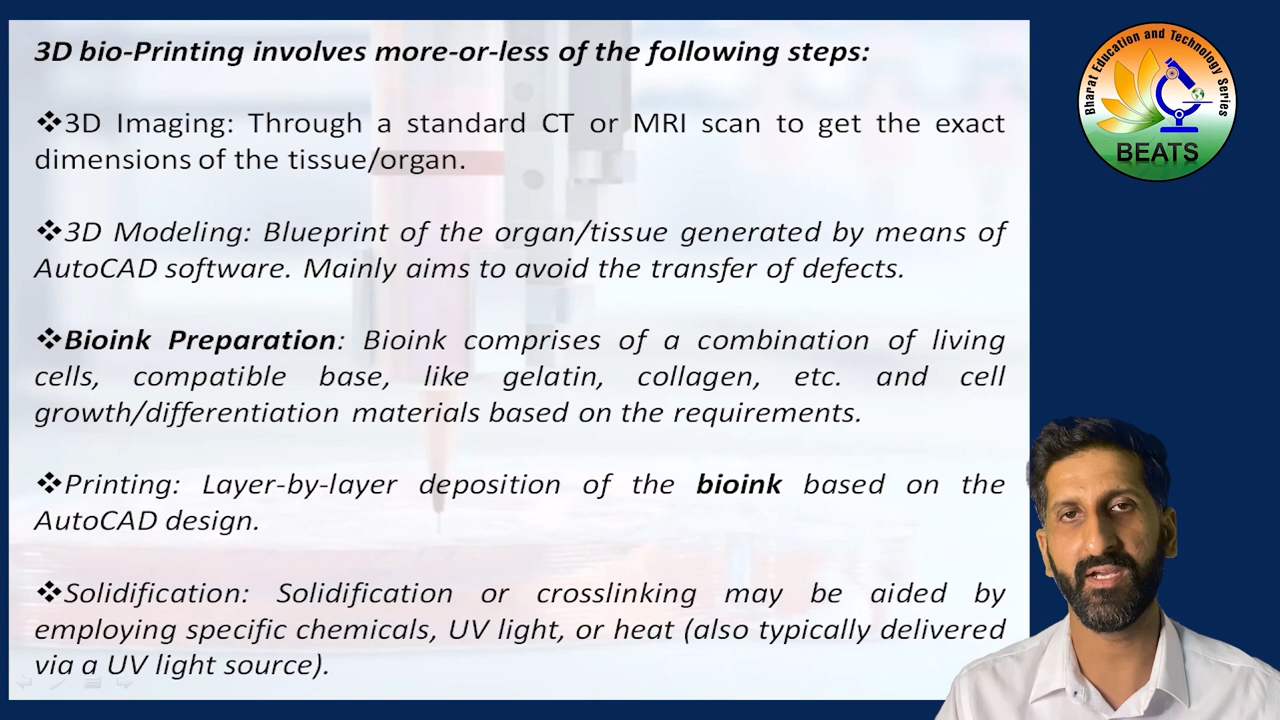 3D bio-Printing involves more-or-less of the following steps:
❖3D Imaging: Through a standard CT or MRI scan to get the exact
dimensions of the tissue/organ.
❖3D Modeling: Blueprint of the organ/tissue generated by means of
AutoCAD software. Mainly aims to avoid the transfer of defects.
❖Bioink Preparation: Bioink comprises of a combination of living
cells, compatible base, like gelatin, collagen, etc. and cell
growth/differentiation materials based on the requirements.
❖Printing: Layer-by-layer deposition of the bioink based on the
AutoCAD design.
❖Solidification: Solidification or crosslinking may be aided by
employing specific chemicals, UV light, or heat (also typically delivered
via a UV light source).
Bharat Education and Technology Series
BEATS